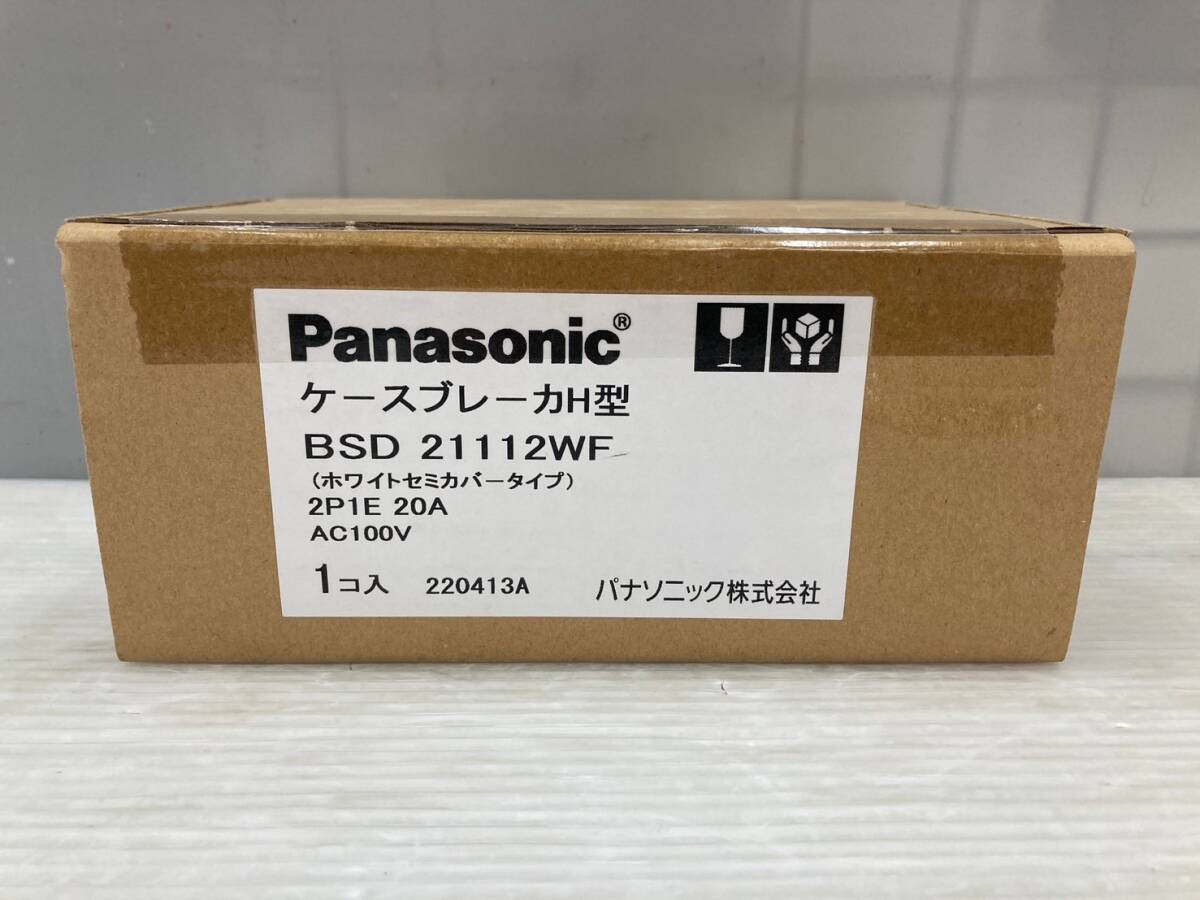 Panasonic®
ケースブレーカH型
BSD 21112WF
(ホワイトセミカバータイプ)
2P1E 20A
AC100V
1コ入 220413A パナソニック株式会社